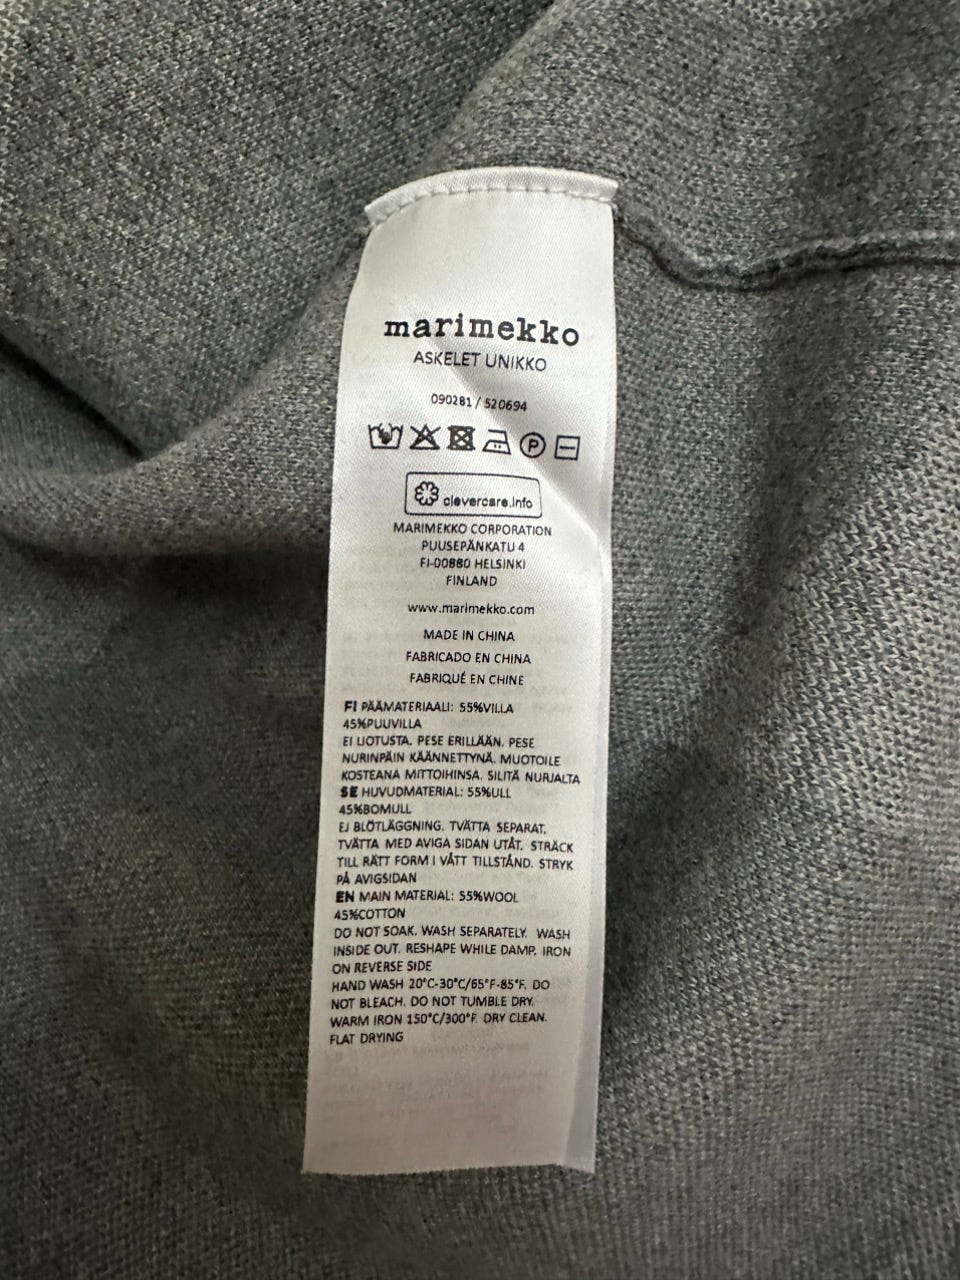 marimekko
ASKELET UNIKKO
090281 / 520694
P
clevercare.info
MARIMEKKO CORPORATION
PUUSEPÄNKATU 4
FI-00880 HELSINKI
FINLAND
www.marimekko.com
MADE IN CHINA
FABRICADO EN CHINA
FABRIQUÉ EN CHINE
FI PÄÄMATERIAALI: 55%VILLA
45%PUUVILLA
EI LIOTUSTA. PESE ERILLÄÄN. PESE
NURINPÄIN KÄÄNNETTYNÄ. MUOTOILE
KOSTEANA MITTOIHINSA. SILITÄ NURJALTA
SE HUVUDMATERIAL: 55%ULL
45%BOMULL
EJ BLÖTLÄGGNING. TVÄTTA SEPARAT.
TVÄTTA MED AVIGA SIDAN UTÅT. STRÄCK
TILL RÄTT FORM I VÅTT TILLSTÅND. STRYK
PÅ AVIGSIDAN
EN MAIN MATERIAL: 55%WOOL
45%COTTON
DO NOT SOAK. WASH SEPARATELY. WASH
INSIDE OUT. RESHAPE WHILE DAMP. IRON
ON REVERSE SIDE
HAND WASH 20°C-30°C/65°F-85°F. DO
NOT BLEACH. DO NOT TUMBLE DRY.
WARM IRON 150°C/300°F. DRY CLEAN.
FLAT DRYING